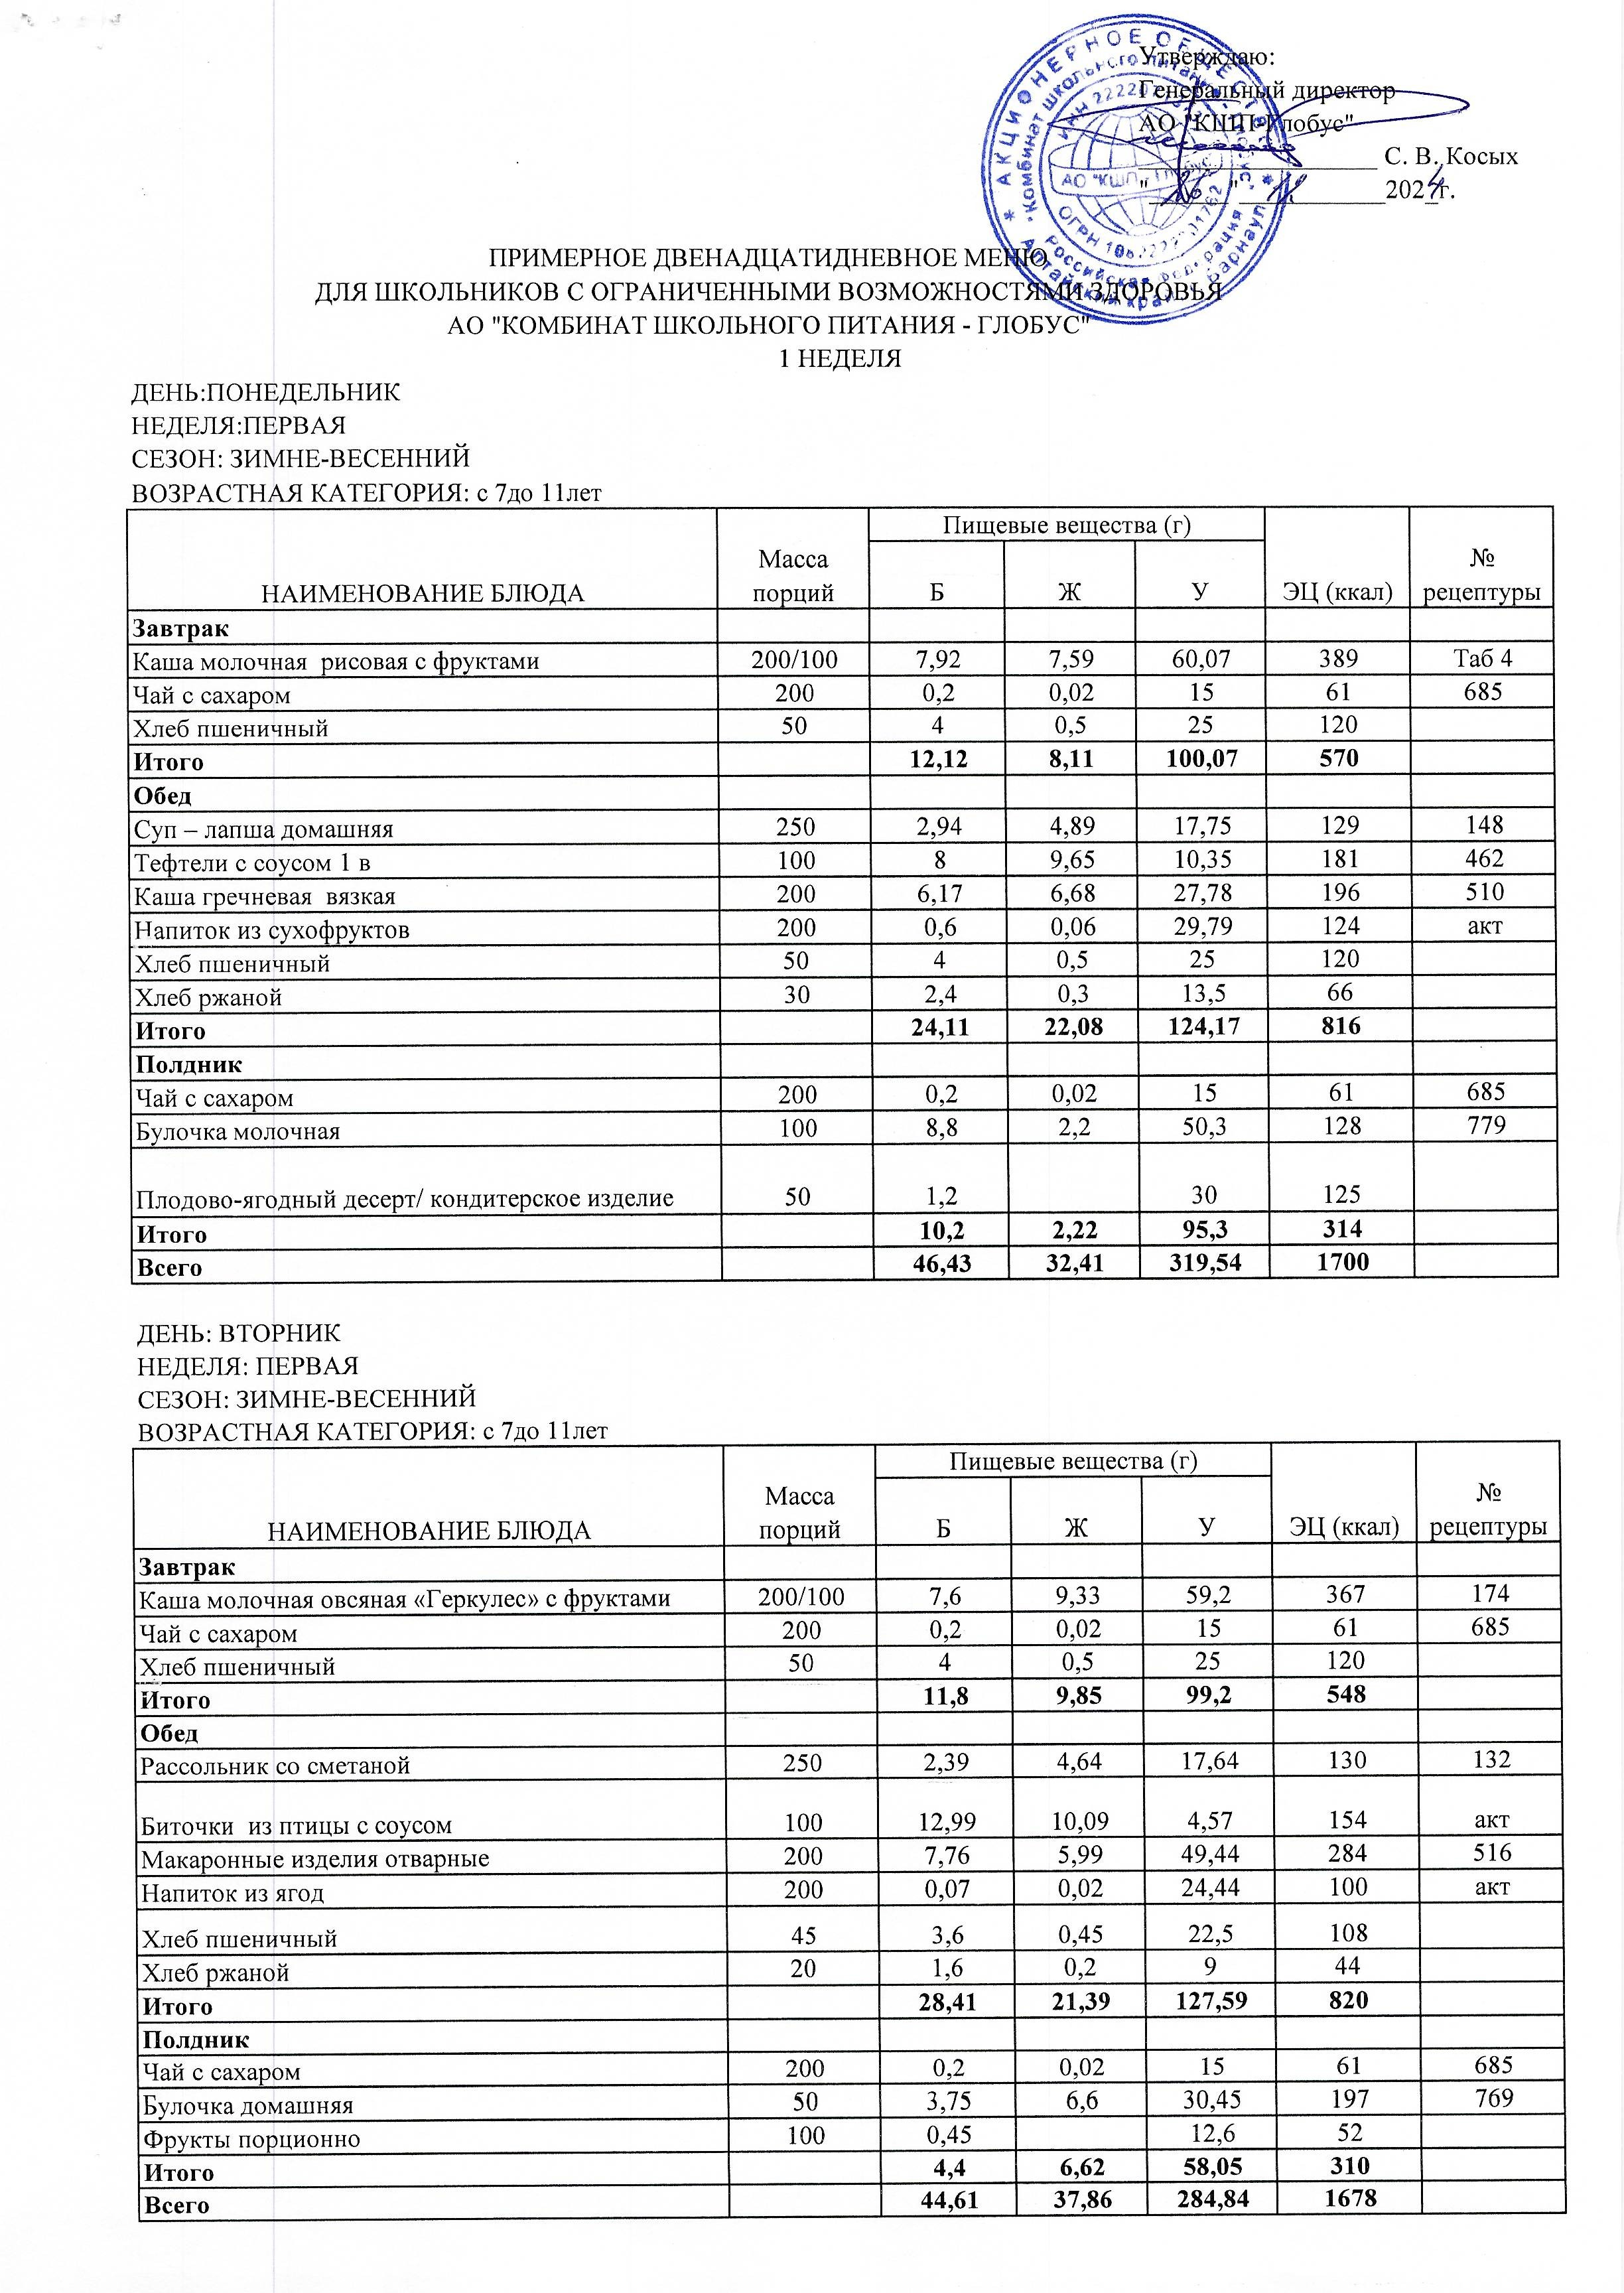 Утверждаю:
Генеральный директор
АО "КШП-Глобус"
С. В. Косых
"26" 2024 г.
АКЦИОНЕРНОЕ ОБЩЕСТВО
"Комбинат школьного питания -
АО "КШП - Глобус"
Российская Федерация
Алтайский край г. Барнаул
ПРИМЕРНОЕ ДВЕНАДЦАТИДНЕВНОЕ МЕНЮ
ДЛЯ ШКОЛЬНИКОВ С ОГРАНИЧЕННЫМИ ВОЗМОЖНОСТЯМИ ЗДОРОВЬЯ
АО "КОМБИНАТ ШКОЛЬНОГО ПИТАНИЯ - ГЛОБУС"
1 НЕДЕЛЯ
ДЕНЬ:ПОНЕДЕЛЬНИК
НЕДЕЛЯ:ПЕРВАЯ
СЕЗОН: ЗИМНЕ-ВЕСЕННИЙ
ВОЗРАСТНАЯ КАТЕГОРИЯ: с 7до 11лет
НАИМЕНОВАНИЕ БЛЮДА Масса порций Пищевые вещества (г) Б Ж У ЭЦ (ккал) № рецептуры
Завтрак
Каша молочная рисовая с фруктами 200/100 7,92 7,59 60,07 389 Таб 4
Чай с сахаром 200 0,2 0,02 15 61 685
Хлеб пшеничный 50 4 0,5 25 120
Итого 12,12 8,11 100,07 570
Обед
Суп – лапша домашняя 250 2,94 4,89 17,75 129 148
Тефтели с соусом 1 в 100 8 9,65 10,35 181 462
Каша гречневая вязкая 200 6,17 6,68 27,78 196 510
Напиток из сухофруктов 200 0,6 0,06 29,79 124 акт
Хлеб пшеничный 50 4 0,5 25 120
Хлеб ржаной 30 2,4 0,3 13,5 66
Итого 24,11 22,08 124,17 816
Полдник
Чай с сахаром 200 0,2 0,02 15 61 685
Булочка молочная 100 8,8 2,2 50,3 128 779
Плодово-ягодный десерт/ кондитерское изделие 50 1,2 30 125
Итого 10,2 2,22 95,3 314
Всего 46,43 32,41 319,54 1700
ДЕНЬ: ВТОРНИК
НЕДЕЛЯ: ПЕРВАЯ
СЕЗОН: ЗИМНЕ-ВЕСЕННИЙ
ВОЗРАСТНАЯ КАТЕГОРИЯ: с 7до 11лет
НАИМЕНОВАНИЕ БЛЮДА Масса порций Пищевые вещества (г) Б Ж У ЭЦ (ккал) № рецептуры
Завтрак
Каша молочная овсяная «Геркулес» с фруктами 200/100 7,6 9,33 59,2 367 174
Чай с сахаром 200 0,2 0,02 15 61 685
Хлеб пшеничный 50 4 0,5 25 120
Итого 11,8 9,85 99,2 548
Обед
Рассольник со сметаной 250 2,39 4,64 17,64 130 132
Биточки из птицы с соусом 100 12,99 10,09 4,57 154 акт
Макаронные изделия отварные 200 7,76 5,99 49,44 284 516
Напиток из ягод 200 0,07 0,02 24,44 100 акт
Хлеб пшеничный 45 3,6 0,45 22,5 108
Хлеб ржаной 20 1,6 0,2 9 44
Итого 28,41 21,39 127,59 820
Полдник
Чай с сахаром 200 0,2 0,02 15 61 685
Булочка домашняя 50 3,75 6,6 30,45 197 769
Фрукты порционно 100 0,45 12,6 52
Итого 4,4 6,62 58,05 310
Всего 44,61 37,86 284,84 1678